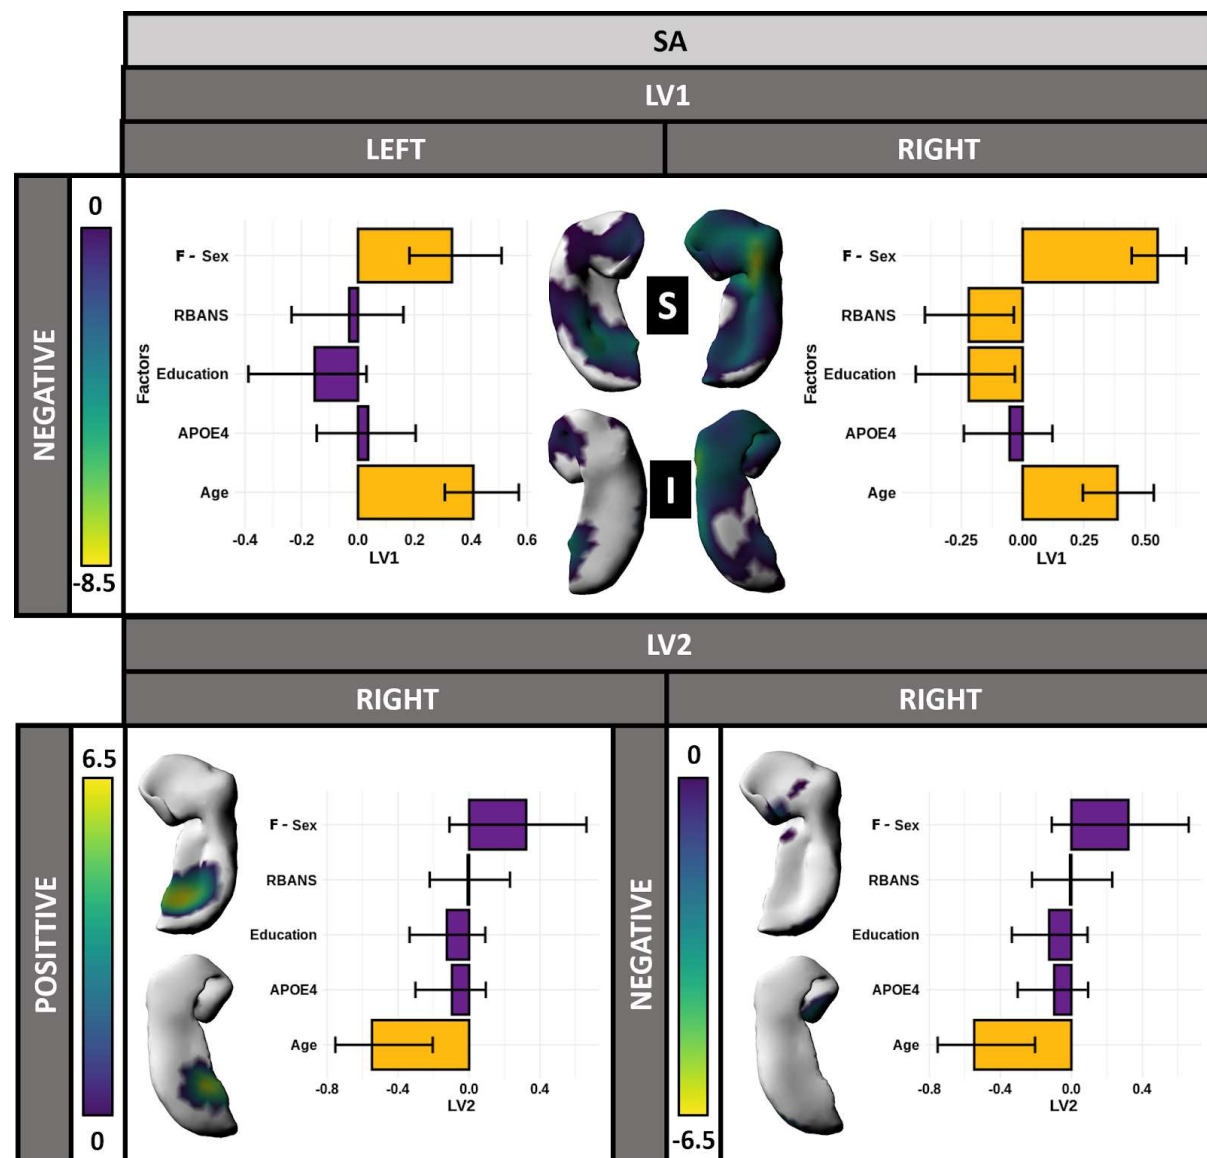 SA
LV1
LEFT RIGHT
NEGATIVE
0
-8.5
Factors
F - Sex
RBANS
Education
APOE4
Age
-0.4 -0.2 0.0 0.2 0.4 0.6
LV1
S
I
Factors
F - Sex
RBANS
Education
APOE4
Age
-0.25 0.00 0.25 0.50
LV1
LV2
RIGHT RIGHT
POSITTIVE
6.5
0
F - Sex
RBANS
Education
APOE4
Age
-0.8 -0.4 0.0 0.4
LV2
NEGATIVE
0
-6.5
F - Sex
RBANS
Education
APOE4
Age
-0.8 -0.4 0.0 0.4
LV2